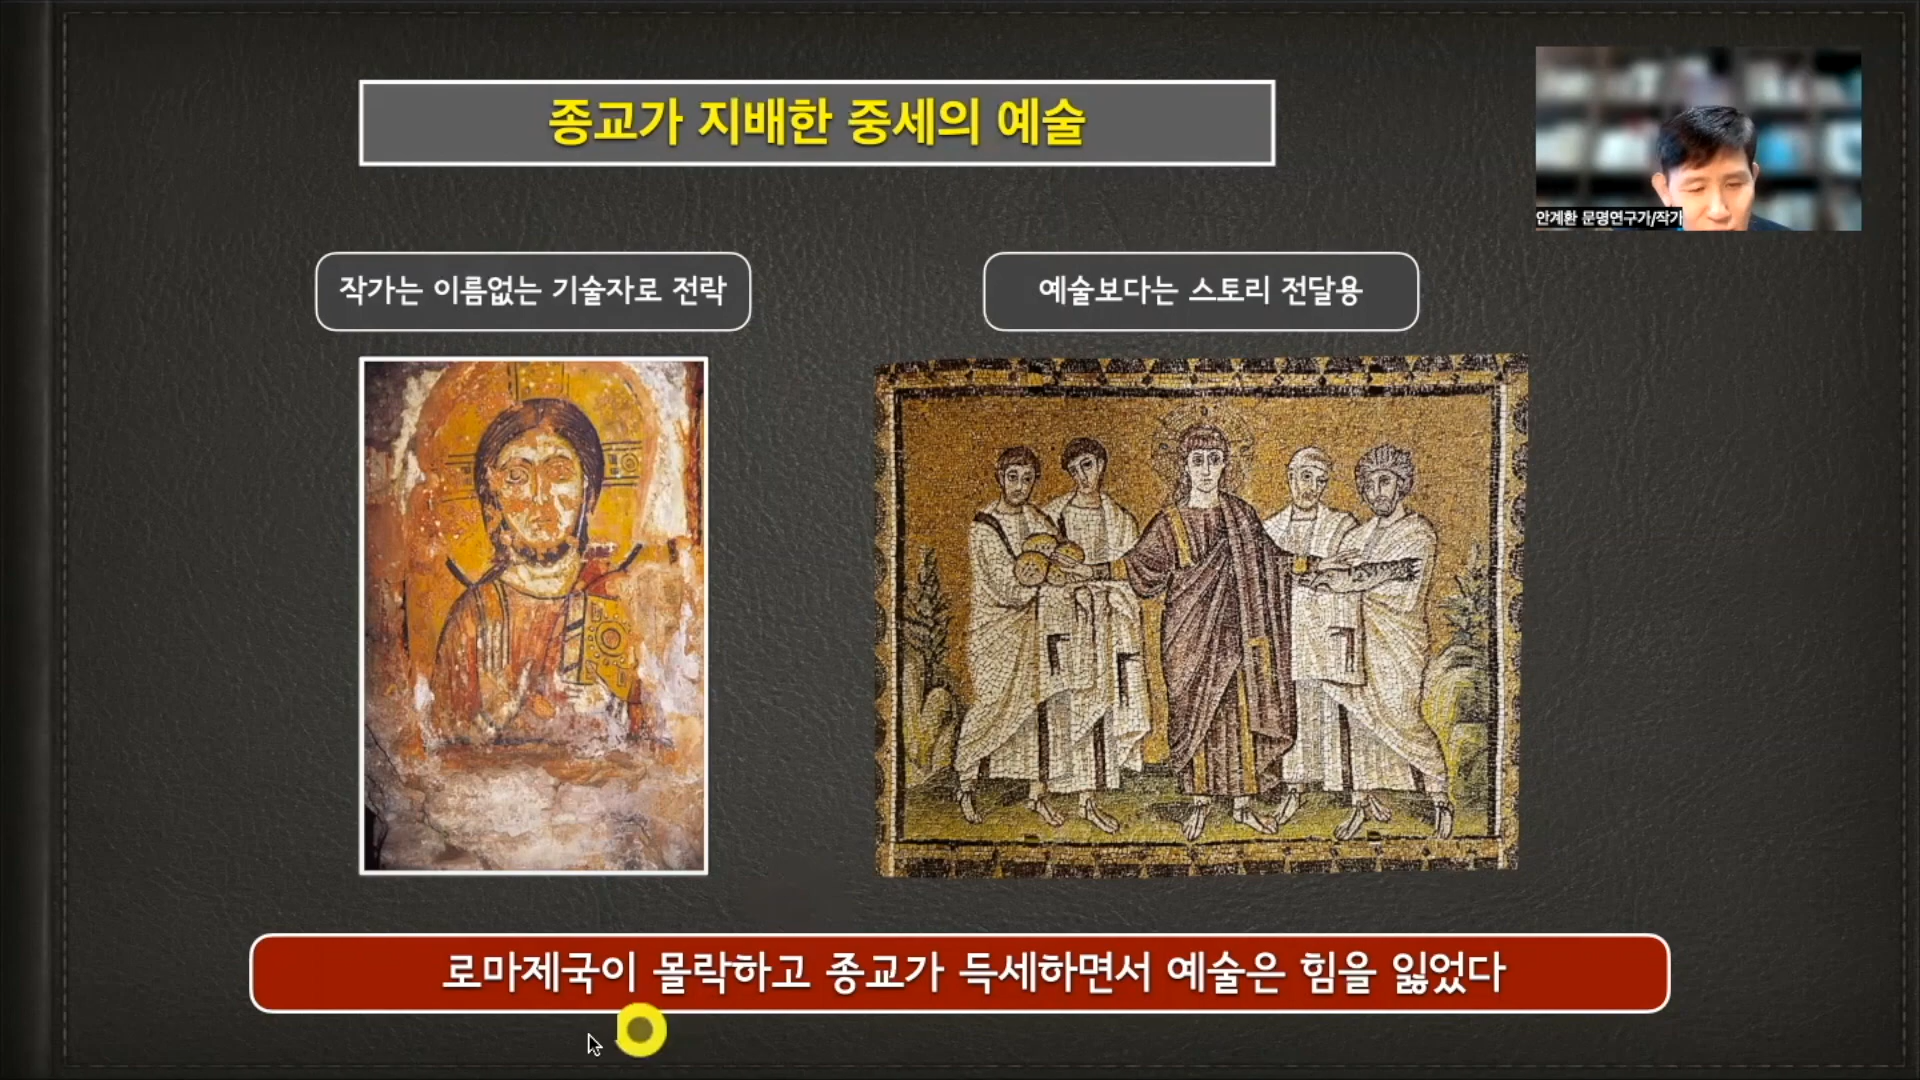 종교가 지배한 중세의 예술
안계환 문명연구가/작가
작가는 이름없는 기술자로 전락
예술보다는 스토리 전달용
로마제국이 몰락하고 종교가 득세하면서 예술은 힘을 잃었다